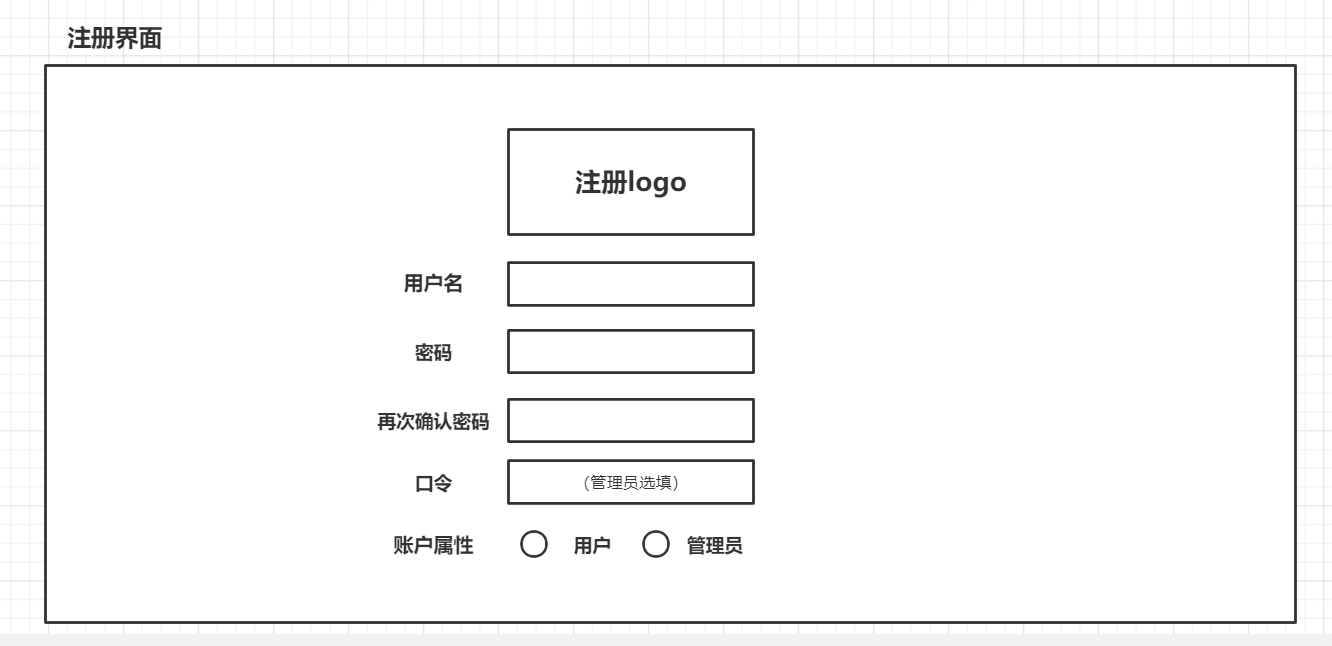 注册界面
注册logo
用户名
密码
再次确认密码
口令 （管理员选填）
账户属性 用户 管理员